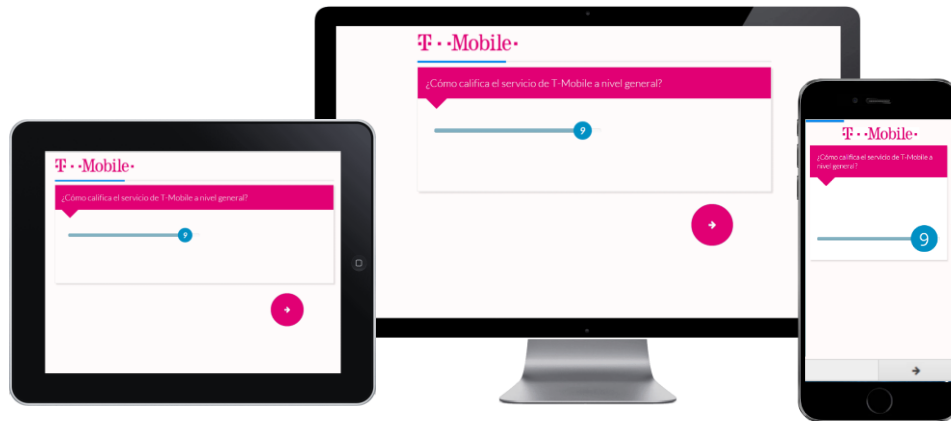 T··Mobile·
¿Cómo califica el servicio de T-Mobile a nivel general?
9
T··Mobile·
¿Cómo califica el servicio de T-Mobile a nivel general?
9
T··Mobile·
¿Cómo califica el servicio de T-Mobile a
nivel general?
9